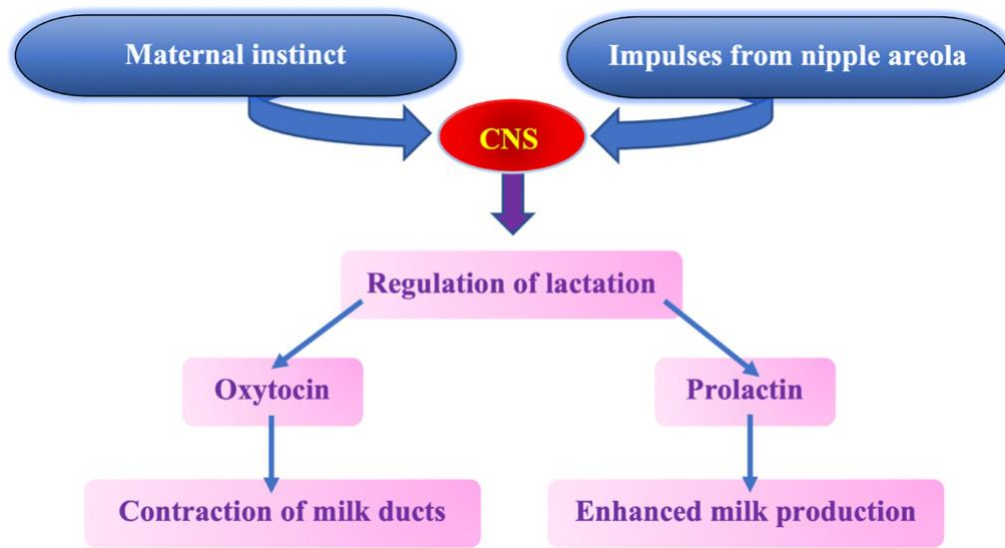 Maternal instinct
Impulses from nipple areola
CNS
Regulation of lactation
Oxytocin
Prolactin
Contraction of milk ducts
Enhanced milk production